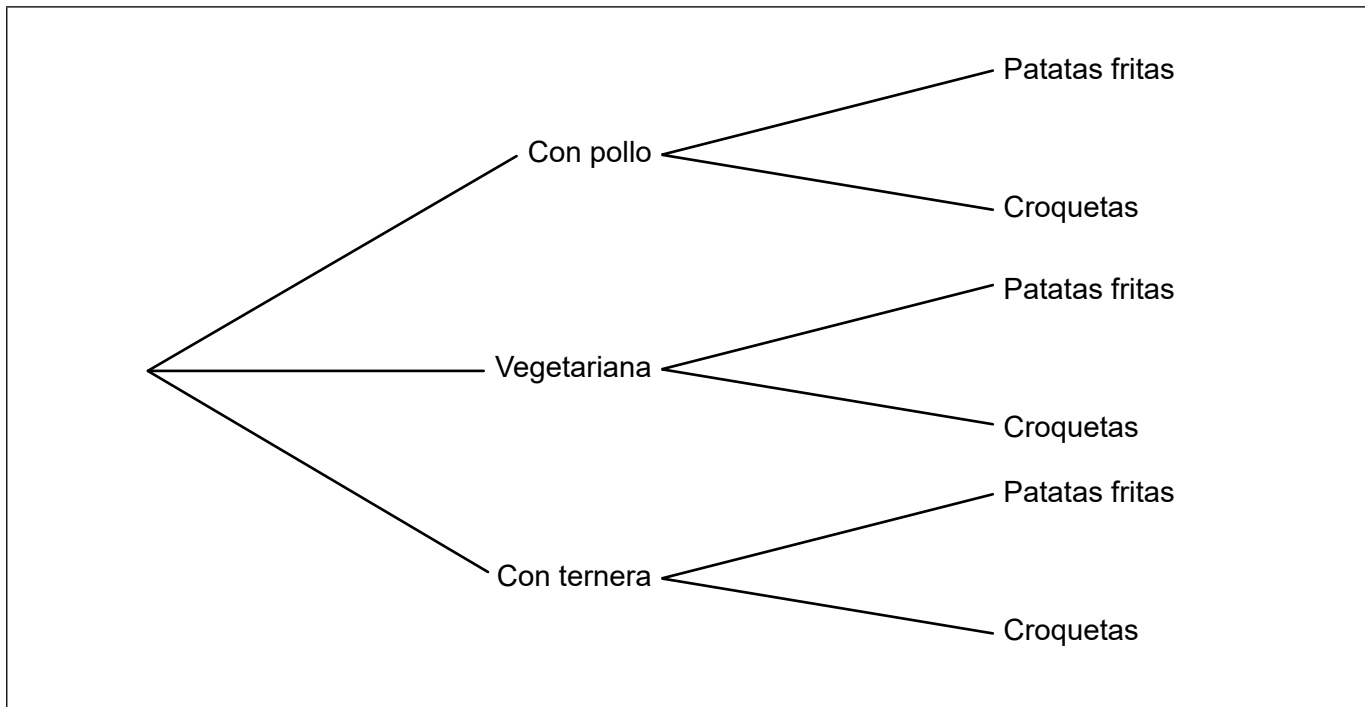 Patatas fritas
Con pollo
Croquetas
Patatas fritas
Vegetariana
Croquetas
Patatas fritas
Con ternera
Croquetas